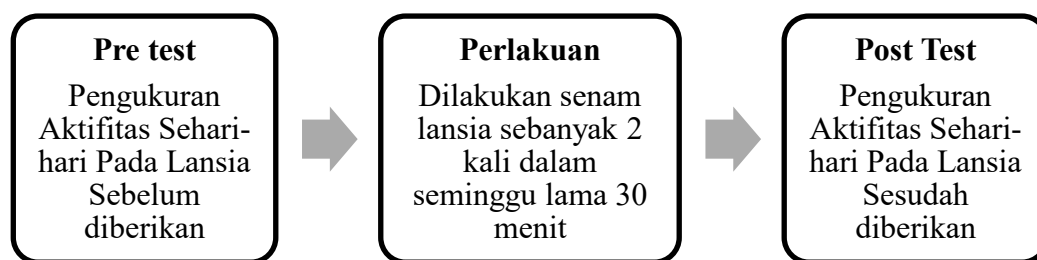 Pre test
Pengukuran
Aktifitas Sehari-
hari Pada Lansia
Sebelum
diberikan
Perlakuan
Dilakukan senam
lansia sebanyak 2
kali dalam
seminggu lama 30
menit
Post Test
Pengukuran
Aktifitas Sehari-
hari Pada Lansia
Sesudah
diberikan